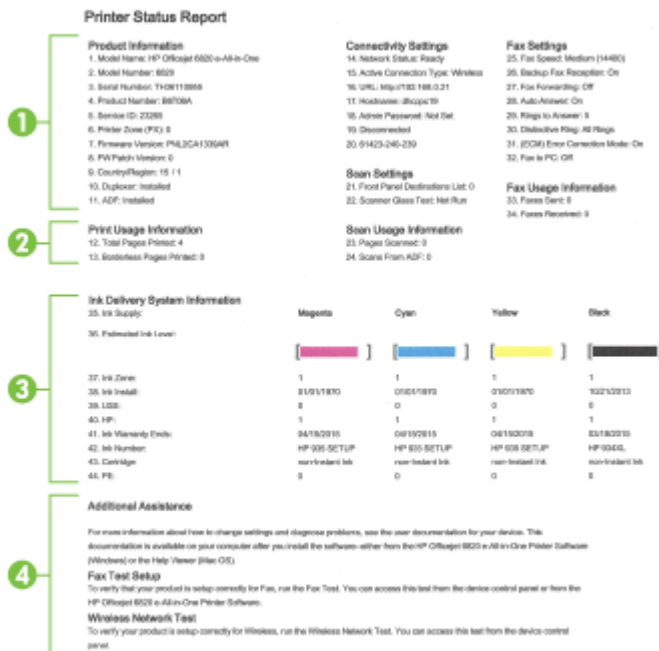 Printer Status Report
1
Product Information
1. Model Name: HP Officejet 6820 e-All-in-One
2. Model Number: 6820
3. Serial Number:
4. Product Number: B6T06A
5. Service ID: 23265
6. Printer Zone (PX): 0
7. Firmware Version:
8. FW Patch Version: 0
9. Country/Region: 15 / 1
10. Duplexer: Installed
11. ADF: Installed
Connectivity Settings
14. Network Status: Ready
15. Active Connection Type: Wireless
16. URL: http://192.168.0.21
17. Hostname:
18. Admin Password: Not Set
19. Disconnected
20. 61423-240-239
Scan Settings
21. Front Panel Destinations List: 0
22. Scanner Glass Test: Not Run
Fax Settings
25. Fax Speed: Medium (14400)
26. Backup Fax Reception: On
27. Fax Forwarding: Off
28. Auto Answer: On
29. Rings to Answer:
30. Distinctive Ring: All Rings
31. (ECM) Error Correction Mode: On
32. Fax to PC: Off
Fax Usage Information
33. Faxes Sent: 0
34. Faxes Received: 0
2
Print Usage Information
12. Total Pages Printed: 4
13. Borderless Pages Printed: 0
Scan Usage Information
23. Pages Scanned: 0
24. Scans From ADF: 0
3
Ink Delivery System Information
35. Ink Supply: Magenta Cyan Yellow Black
36. Estimated Ink Level:
[ ] [ ] [ ] [
37. Ink Zone: 1 1 1 1
38. Ink Install: 01/01/1970 01/01/1970 01/01/1970 10/21/2013
39. 0 0 0 0
40. HP: 1 1 1 1
41. Ink Warranty Ends: 04/15/2015 04/15/2015 04/15/2015 03/18/2015
42. Ink Number: HP 935 SETUP HP 935 SETUP HP 935 SETUP HP 934XL
43. Cartridge: non-Instant Ink non-Instant Ink non-Instant Ink non-Instant Ink
44. PE: 0 0 0 0
4
Additional Assistance
For more information about how to change settings and diagnose problems, see the user documentation for your device. This
documentation is available on your computer after you install the software- either from the HP Officejet 6820 e-All-in-One Printer Software
(Windows) or the Help Viewer (Mac OS).
Fax Test Setup
To verify that your product is setup correctly for Fax, run the Fax Test. You can access this test from the device control panel or from the
HP Officejet 6820 e-All-in-One Printer Software.
Wireless Network Test
To verify your product is setup correctly for Wireless, run the Wireless Network Test. You can access this test from the device control
panel